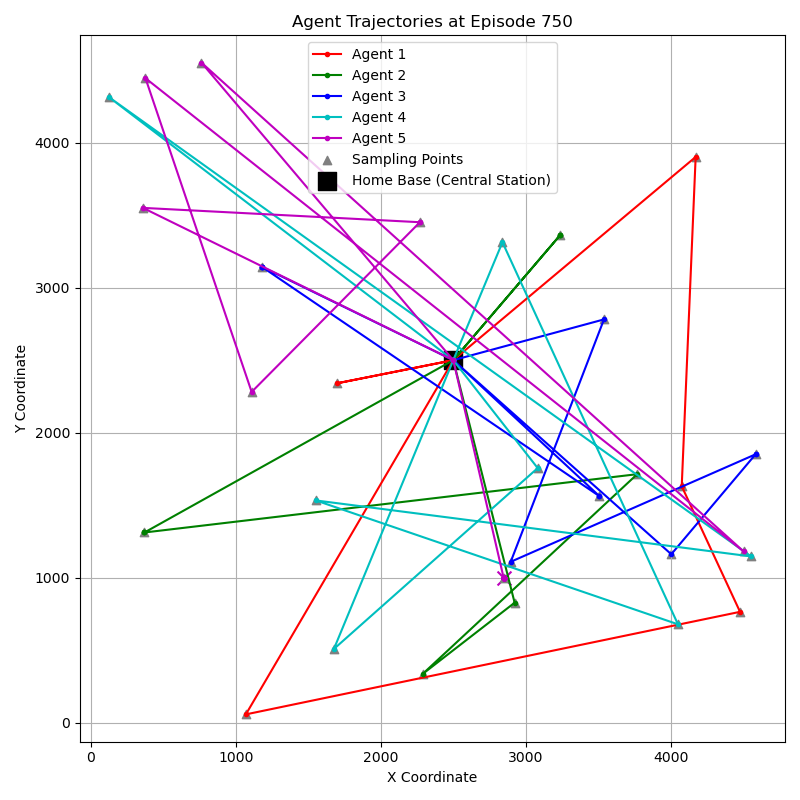 Agent Trajectories at Episode 750
Agent 1
Agent 2
Agent 3
Agent 4
Agent 5
Sampling Points
Home Base (Central Station)
Y Coordinate
4000
3000
2000
1000
0
0 1000 2000 3000 4000
X Coordinate